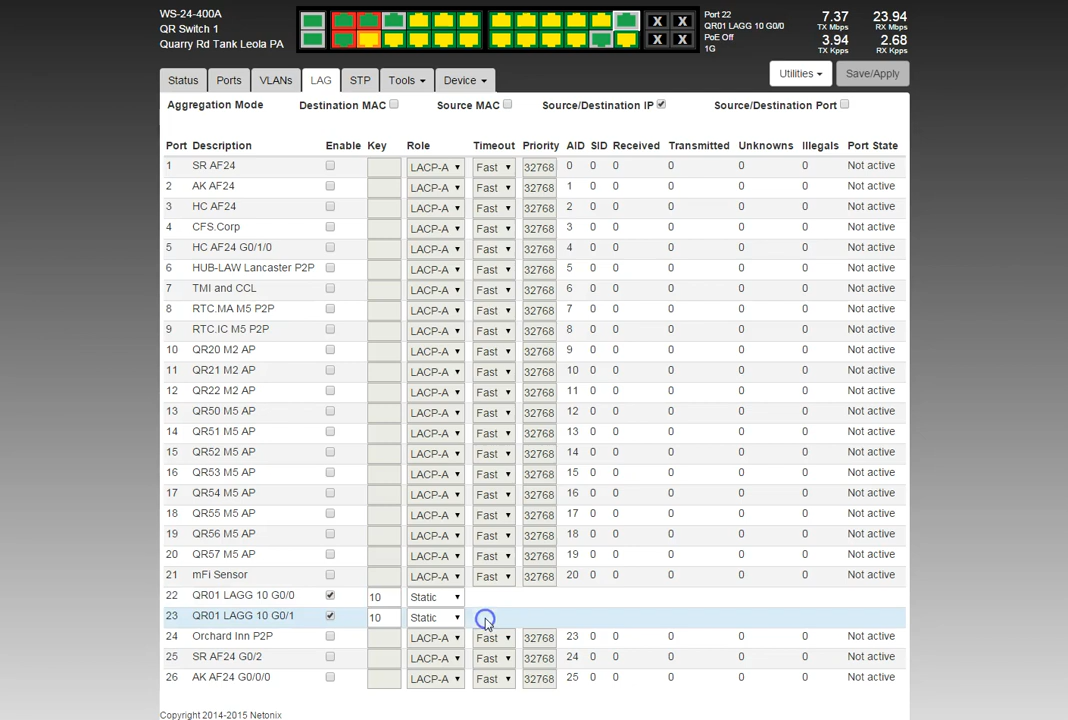 WS-24-400A
QR Switch 1
Quarry Rd Tank Leola PA
X X
X X
Port 22
QR01 LAGG 10 G0/0
PoE Off
1G
7.37 23.94
TX Mbps RX Mbps
3.94 2.68
TX Kpps RX Kpps
Status Ports VLANs LAG STP Tools Device Utilities Save/Apply
Aggregation Mode Destination MAC Source MAC Source/Destination IP Source/Destination Port
Port Description Enable Key Role Timeout Priority AID SID Received Transmitted Unknowns Illegals Port State
1 SR AF24 LACP-A Fast 32768 0 0 0 0 0 0 Not active
2 AK AF24 LACP-A Fast 32768 1 0 0 0 0 0 Not active
3 HC AF24 LACP-A Fast 32768 2 0 0 0 0 0 Not active
4 CFS.Corp LACP-A Fast 32768 3 0 0 0 0 0 Not active
5 HC AF24 G0/1/0 LACP-A Fast 32768 4 0 0 0 0 0 Not active
6 HUB-LAW Lancaster P2P LACP-A Fast 32768 5 0 0 0 0 0 Not active
7 TMI and CCL LACP-A Fast 32768 6 0 0 0 0 0 Not active
8 RTC.MA M5 P2P LACP-A Fast 32768 7 0 0 0 0 0 Not active
9 RTC.IC M5 P2P LACP-A Fast 32768 8 0 0 0 0 0 Not active
10 QR20 M2 AP LACP-A Fast 32768 9 0 0 0 0 0 Not active
11 QR21 M2 AP LACP-A Fast 32768 10 0 0 0 0 0 Not active
12 QR22 M2 AP LACP-A Fast 32768 11 0 0 0 0 0 Not active
13 QR50 M5 AP LACP-A Fast 32768 12 0 0 0 0 0 Not active
14 QR51 M5 AP LACP-A Fast 32768 13 0 0 0 0 0 Not active
15 QR52 M5 AP LACP-A Fast 32768 14 0 0 0 0 0 Not active
16 QR53 M5 AP LACP-A Fast 32768 15 0 0 0 0 0 Not active
17 QR54 M5 AP LACP-A Fast 32768 16 0 0 0 0 0 Not active
18 QR55 M5 AP LACP-A Fast 32768 17 0 0 0 0 0 Not active
19 QR56 M5 AP LACP-A Fast 32768 18 0 0 0 0 0 Not active
20 QR57 M5 AP LACP-A Fast 32768 19 0 0 0 0 0 Not active
21 mFi Sensor LACP-A Fast 32768 20 0 0 0 0 0 Not active
22 QR01 LAGG 10 G0/0 10 Static
23 QR01 LAGG 10 G0/1 10 Static
24 Orchard Inn P2P LACP-A Fast 32768 23 0 0 0 0 0 Not active
25 SR AF24 G0/2 LACP-A Fast 32768 24 0 0 0 0 0 Not active
26 AK AF24 G0/0/0 LACP-A Fast 32768 25 0 0 0 0 0 Not active
Copyright 2014-2015 Netonix